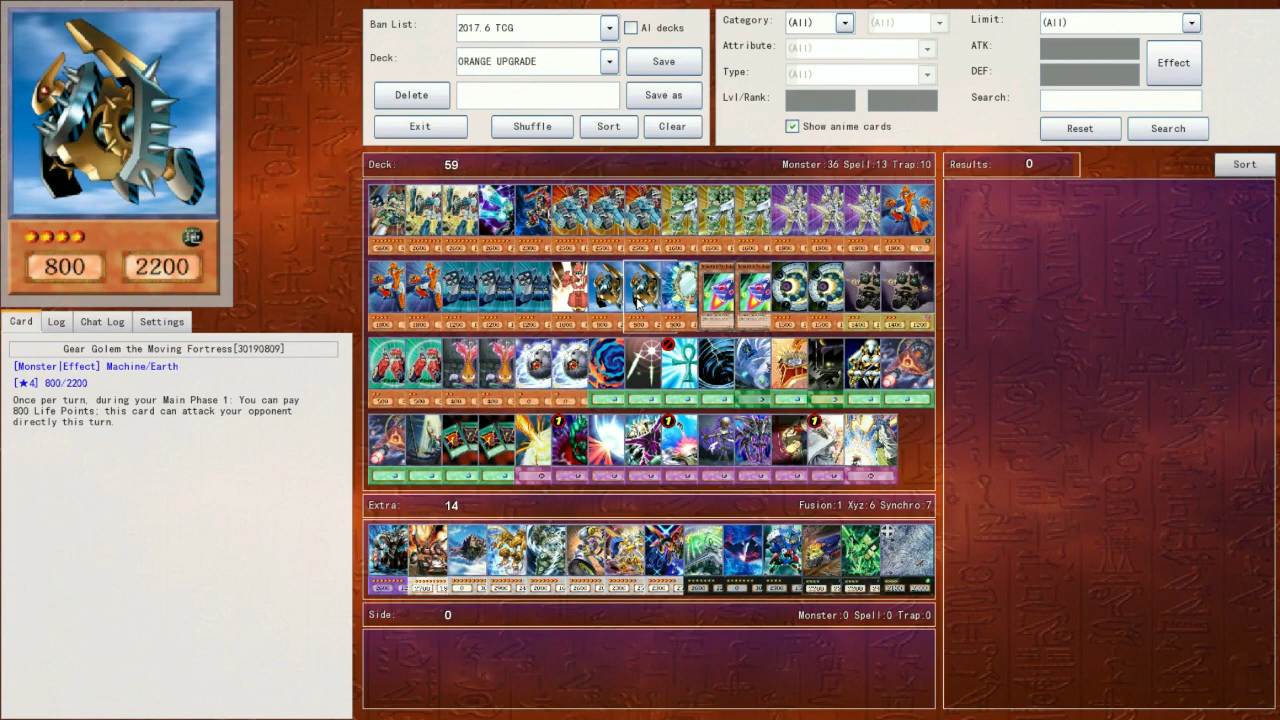 800 2200
Card Log Chat Log Settings
Gear Golem the Moving Fortress[30190809]
[Monster|Effect] Machine/Earth
[★4] 800/2200
Once per turn, during your Main Phase 1: You can pay
800 Life Points; this card can attack your opponent
directly this turn.
Ban List: 2017.6 TCG AI decks
Deck: ORANGE UPGRADE Save
Delete Save as
Exit Shuffle Sort Clear
Category: (All) (All) Limit: (All)
Attribute: (All) ATK:
Type: (All) DEF: Effect
Lvl/Rank: Search:
Show anime cards Reset Search
Deck: 59 Monster:36 Spell:13 Trap:10
Results: 0 Sort
Extra: 14 Fusion:1 Xyz:6 Synchro:7
Side: 0 Monster:0 Spell:0 Trap:0